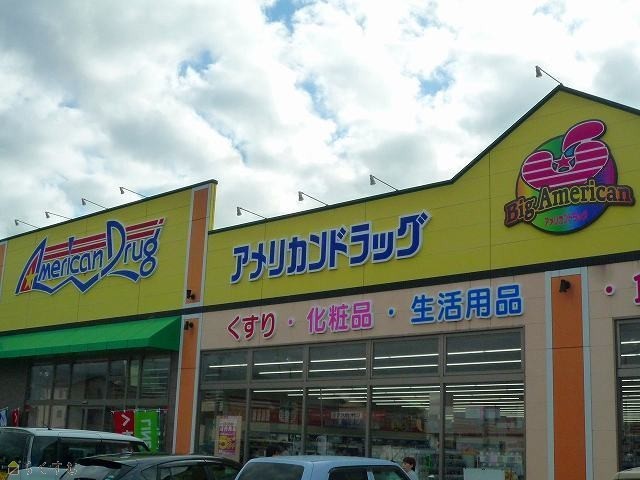 American Drug
アメリカンドラッグ
Big American
アメリカンドラッグ
くすり・化粧品・生活用品